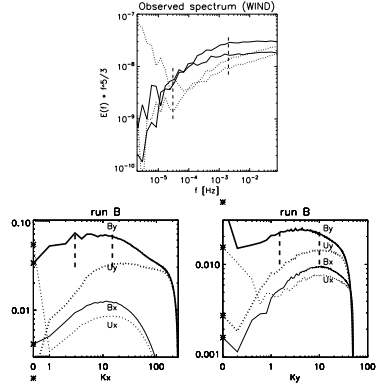 Observed spectrum (WIND)
10⁻⁷
10⁻⁸
10⁻⁹
10⁻¹⁰
E(f) * f^5/3
10⁻⁵ 10⁻⁴ 10⁻³ 10⁻²
f [Hz]
run B
0.10
0.01
By
Uy
Bx
Ux
0 1 10 100
Kx
run B
0.010
0.001
By
Uy
Bx
Ux
0 1 10 100
Ky